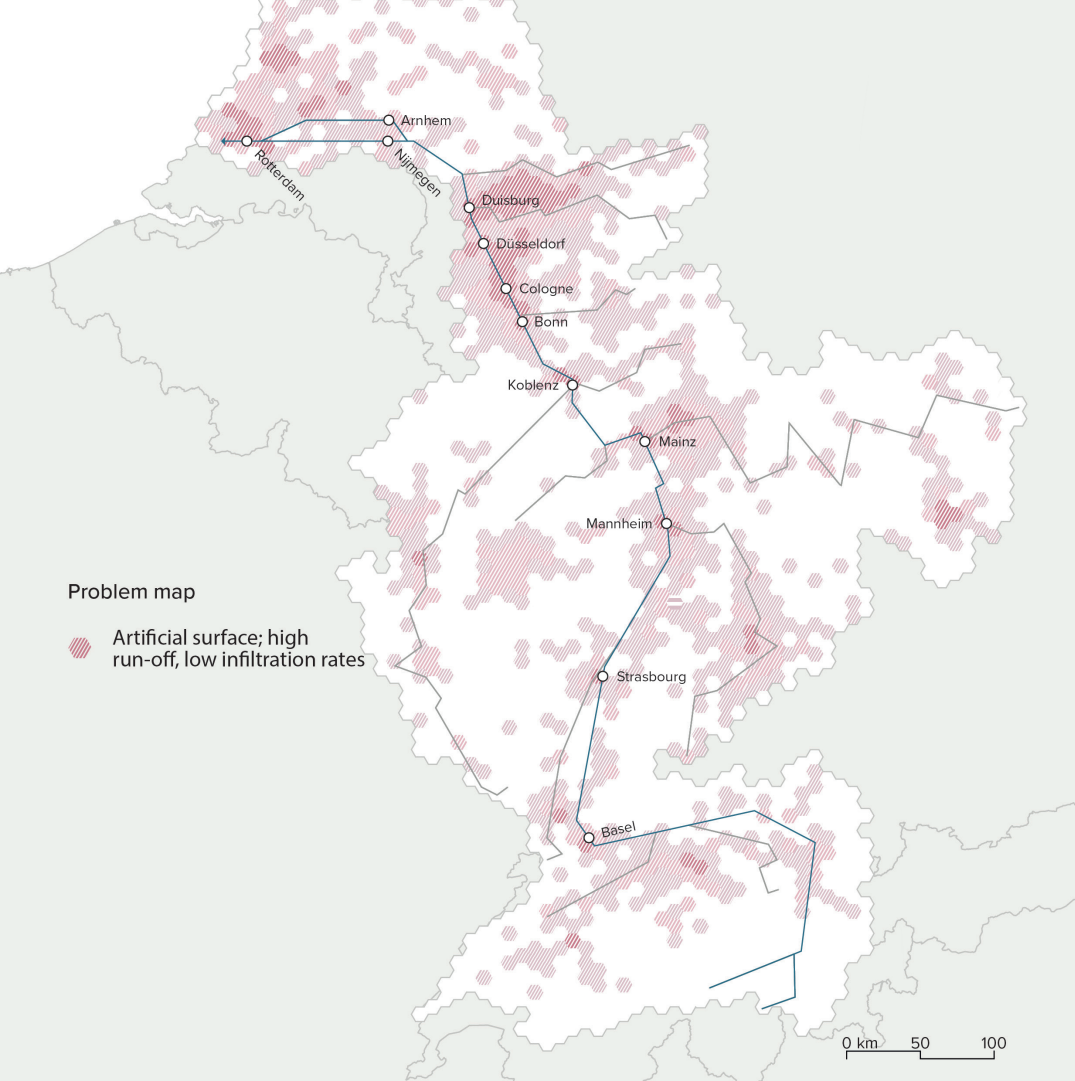 Arnhem
Rotterdam
Nijmegen
Duisburg
Düsseldorf
Cologne
Bonn
Koblenz
Mainz
Mannheim
Problem map
Artificial surface; high
run-off, low infiltration rates
Strasbourg
Basel
0 km 50 100